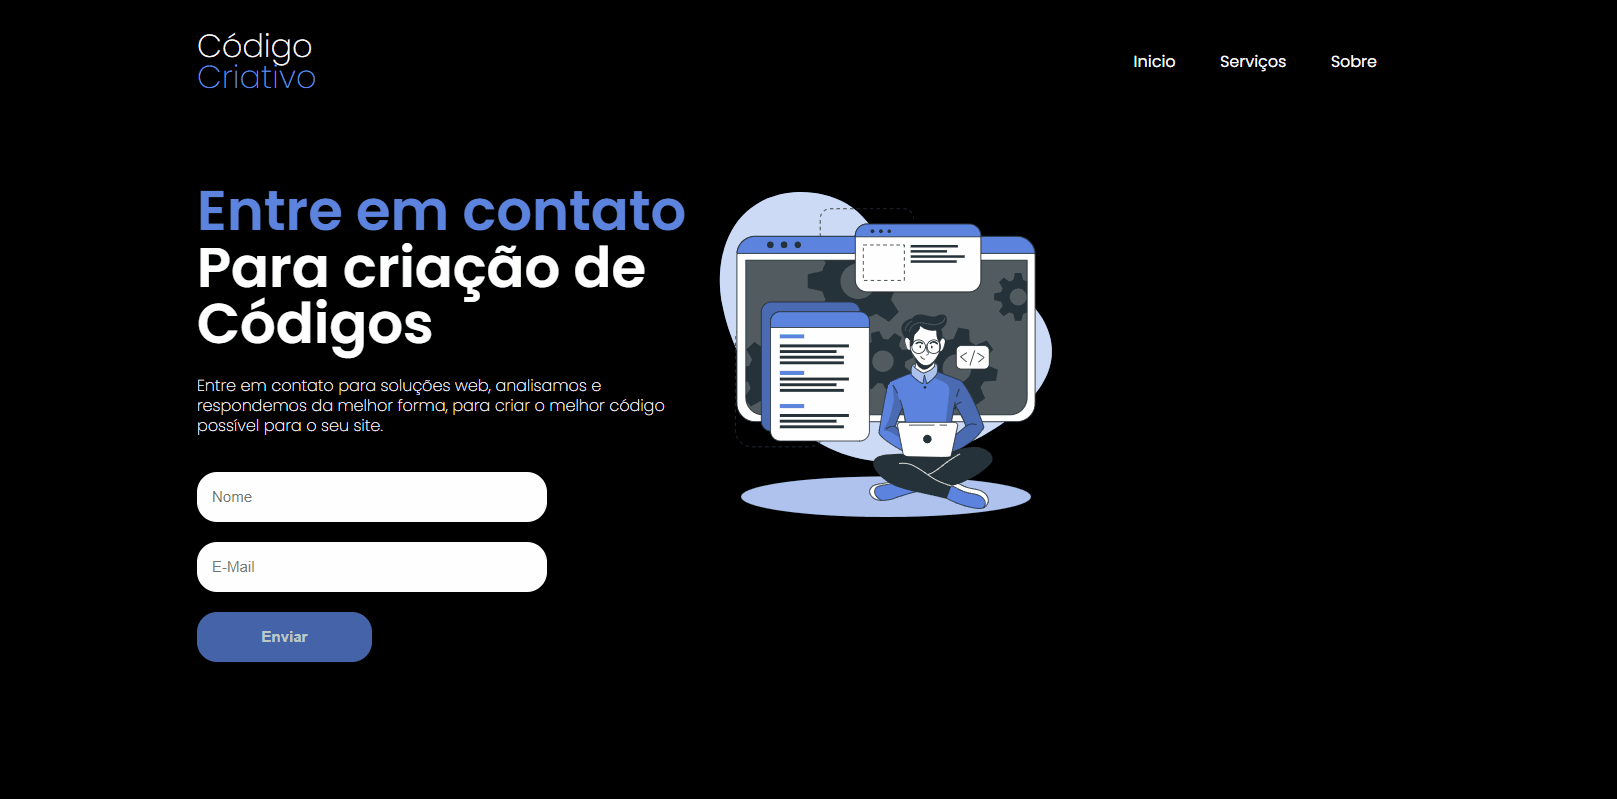 Código
Criativo
Inicio
Serviços
Sobre
Entre em contato
Para criação de
Códigos
Entre em contato para soluções web, analisamos e
respondemos da melhor forma, para criar o melhor código
possível para o seu site.
</>
Nome
E-Mail
Enviar